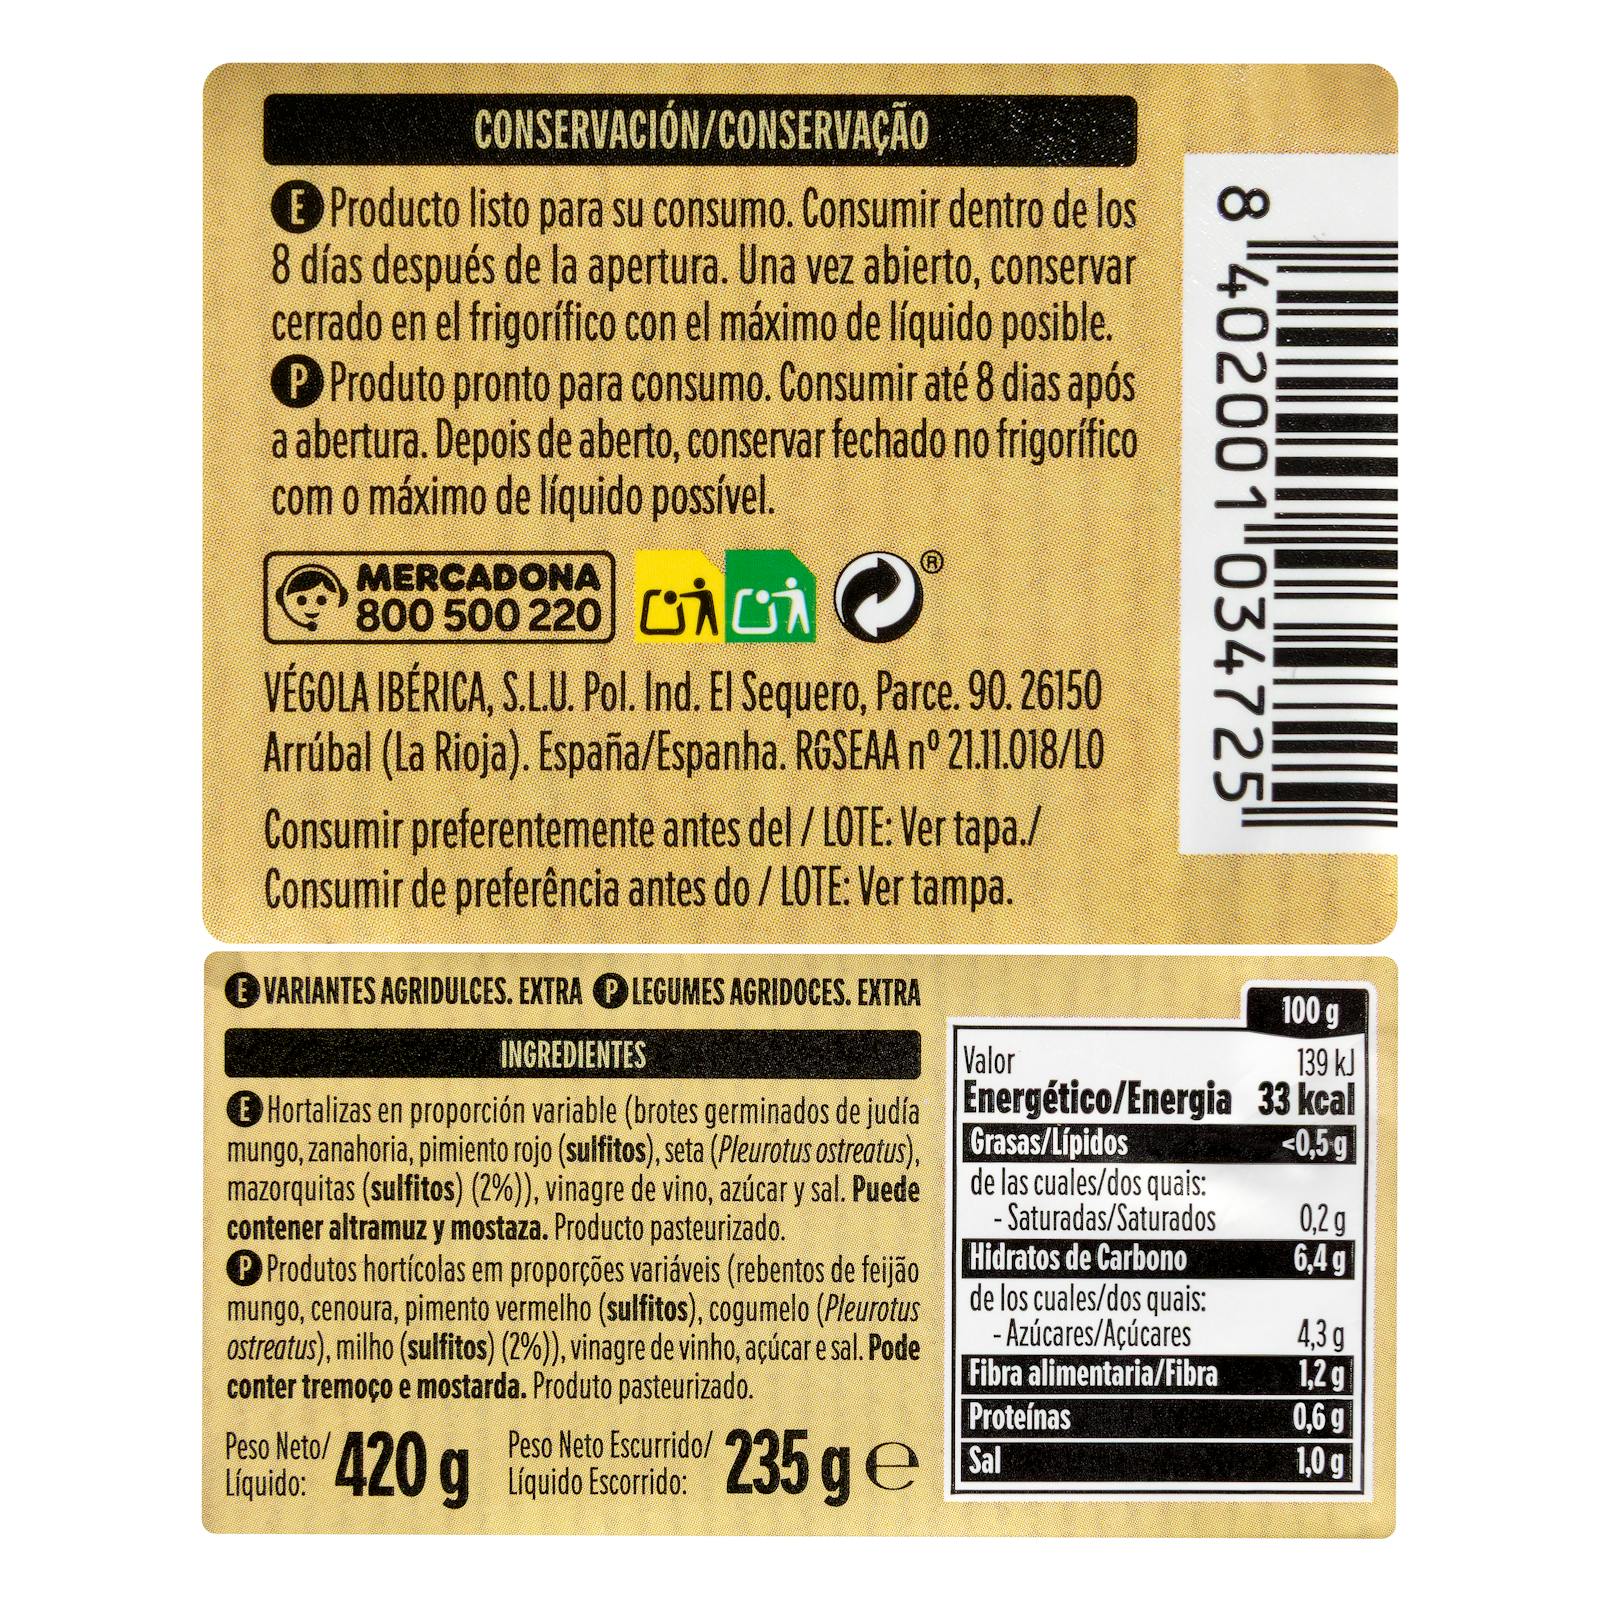 CONSERVACIÓN/CONSERVAÇÃO
E Producto listo para su consumo. Consumir dentro de los
8 días después de la apertura. Una vez abierto, conservar
cerrado en el frigorífico con el máximo de líquido posible.
P Produto pronto para consumo. Consumir até 8 dias após
a abertura. Depois de aberto, conservar fechado no frigorífico
com o máximo de líquido possível.
MERCADONA
800 500 220
®
VÉGOLA IBÉRICA, S.L.U. Pol. Ind. El Sequero, Parce. 90. 26150
Arrúbal (La Rioja). España/Espanha. RGSEAA nº 21.11.018/LO
Consumir preferentemente antes del / LOTE: Ver tapa./
Consumir de preferência antes do / LOTE: Ver tampa.
8 402001 034725
E VARIANTES AGRIDULCES. EXTRA P LEGUMES AGRIDOCES. EXTRA
INGREDIENTES
E Hortalizas en proporción variable (brotes germinados de judía
mungo, zanahoria, pimiento rojo (sulfitos), seta (Pleurotus ostreatus),
mazorquitas (sulfitos) (2%)), vinagre de vino, azúcar y sal. Puede
contener altramuz y mostaza. Producto pasteurizado.
P Produtos hortícolas em proporções variáveis (rebentos de feijão
mungo, cenoura, pimento vermelho (sulfitos), cogumelo (Pleurotus
ostreatus), milho (sulfitos) (2%)), vinagre de vinho, açúcar e sal. Pode
conter tremoço e mostarda. Produto pasteurizado.
Peso Neto/
Líquido: 420 g
Peso Neto Escurrido/
Líquido Escorrido: 235 g e
100 g
Valor 139 kJ
Energético/Energia 33 kcal
Grasas/Lípidos <0,5 g
de las cuales/dos quais:
- Saturadas/Saturados 0,2 g
Hidratos de Carbono 6,4 g
de los cuales/dos quais:
- Azúcares/Açúcares 4,3 g
Fibra alimentaria/Fibra 1,2 g
Proteínas 0,6 g
Sal 1,0 g